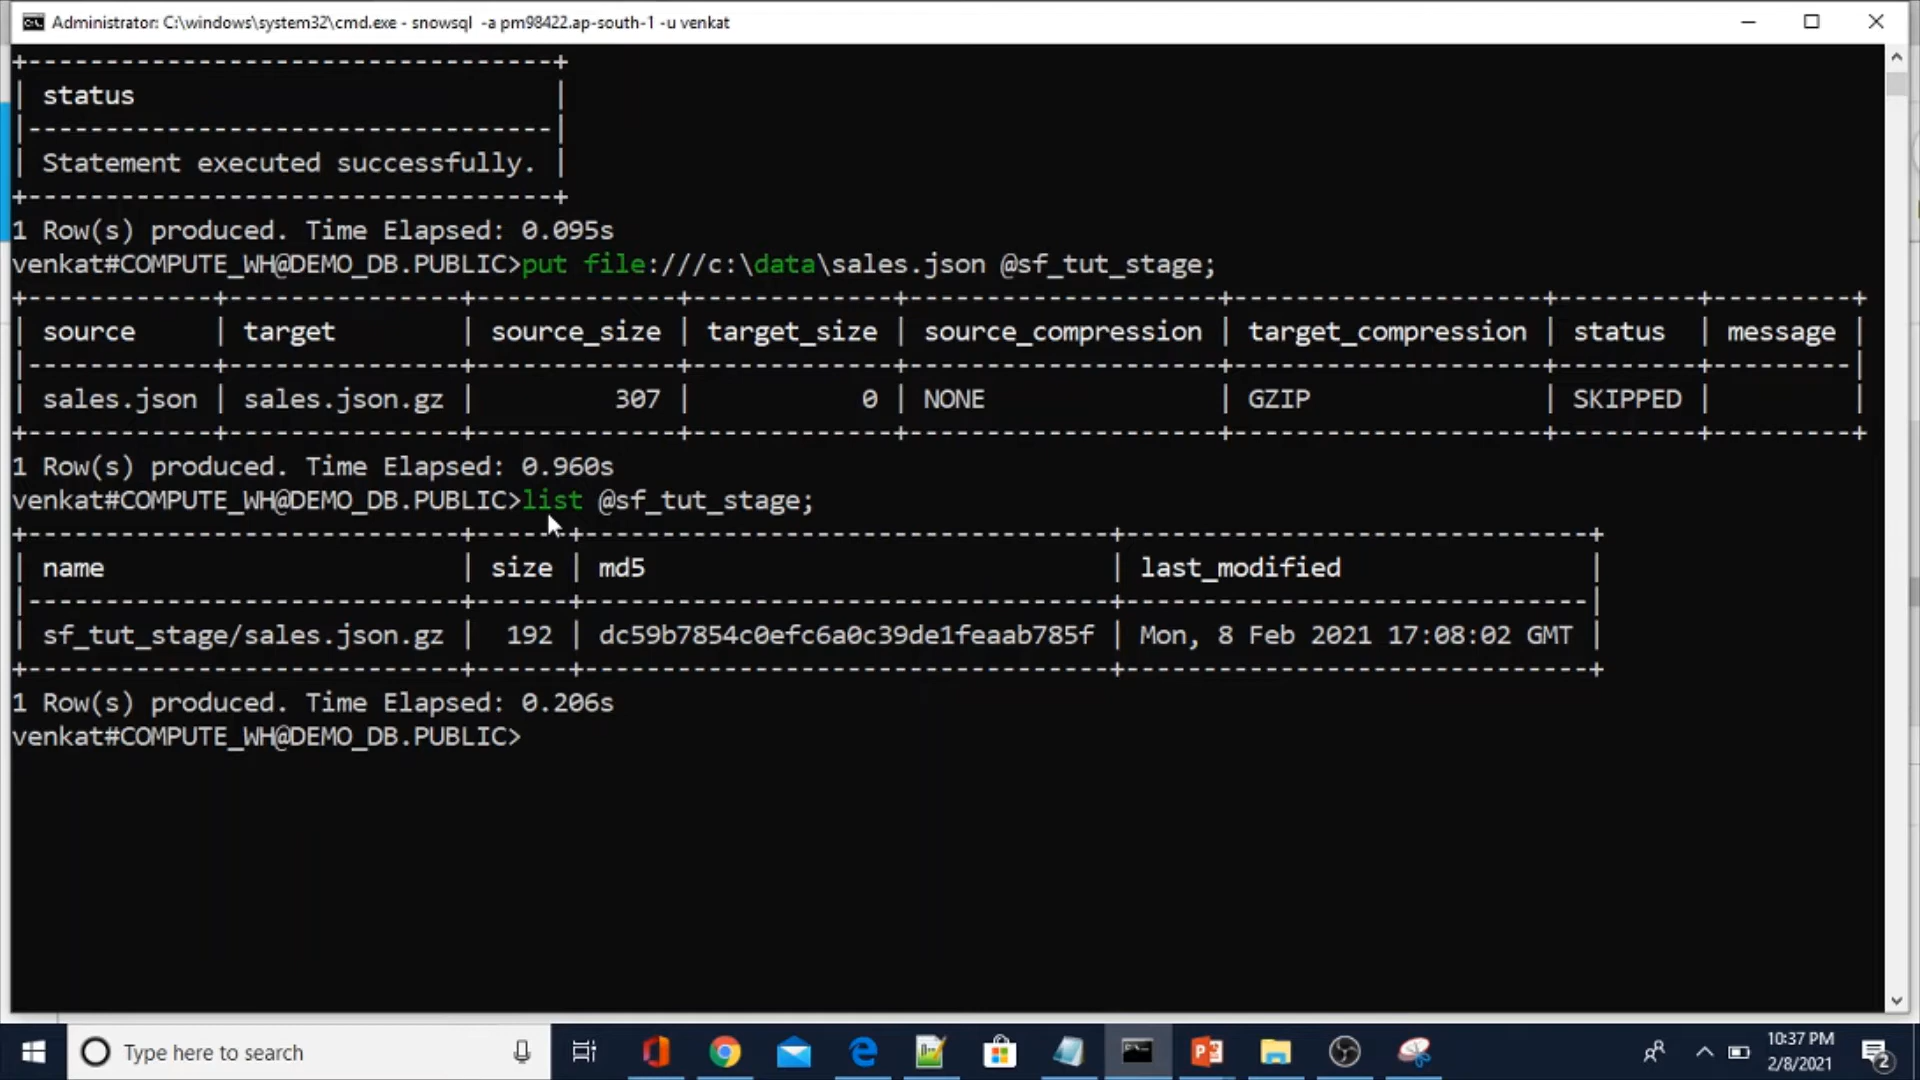 Administrator: C:\windows\system32\cmd.exe - snowsql -a pm98422.ap-south-1 -u venkat
+----------------------------------+
| status                           |
|----------------------------------|
| Statement executed successfully. |
+----------------------------------+
1 Row(s) produced. Time Elapsed: 0.095s
venkat#COMPUTE_WH@DEMO_DB.PUBLIC>put file:///c:\data\sales.json @sf_tut_stage;
+------------+---------------+-------------+-------------+--------------------+--------------------+---------+---------+
| source     | target        | source_size | target_size | source_compression | target_compression | status  | message |
|------------+---------------+-------------+-------------+--------------------+--------------------+---------+---------|
| sales.json | sales.json.gz |         307 |           0 | NONE               | GZIP               | SKIPPED |         |
+------------+---------------+-------------+-------------+--------------------+--------------------+---------+---------+
1 Row(s) produced. Time Elapsed: 0.960s
venkat#COMPUTE_WH@DEMO_DB.PUBLIC>list @sf_tut_stage;
+----------------------------+------+----------------------------------+------------------------------+
| name                       | size | md5                              | last_modified                |
|----------------------------+------+----------------------------------+------------------------------|
| sf_tut_stage/sales.json.gz |  192 | dc59b7854c0efc6a0c39de1feaab785f | Mon, 8 Feb 2021 17:08:02 GMT |
+----------------------------+------+----------------------------------+------------------------------+
1 Row(s) produced. Time Elapsed: 0.206s
venkat#COMPUTE_WH@DEMO_DB.PUBLIC>
Type here to search
10:37 PM
2/8/2021
2